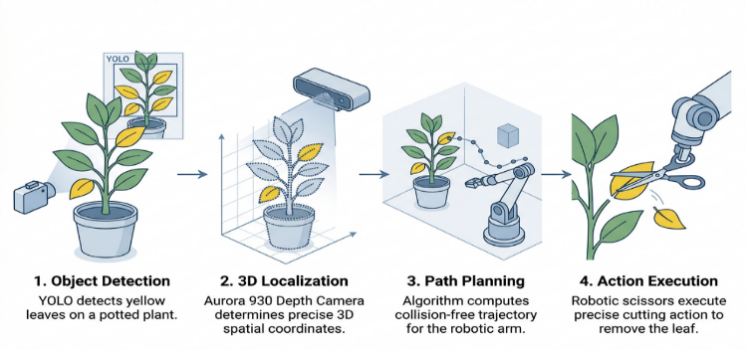 YOLO
1. Object Detection
YOLO detects yellow
leaves on a potted plant.
2. 3D Localization
Aurora 930 Depth Camera
determines precise 3D
spatial coordinates.
3. Path Planning
Algorithm computes
collision-free trajectory
for the robotic arm.
4. Action Execution
Robotic scissors execute
precise cutting action to
remove the leaf.